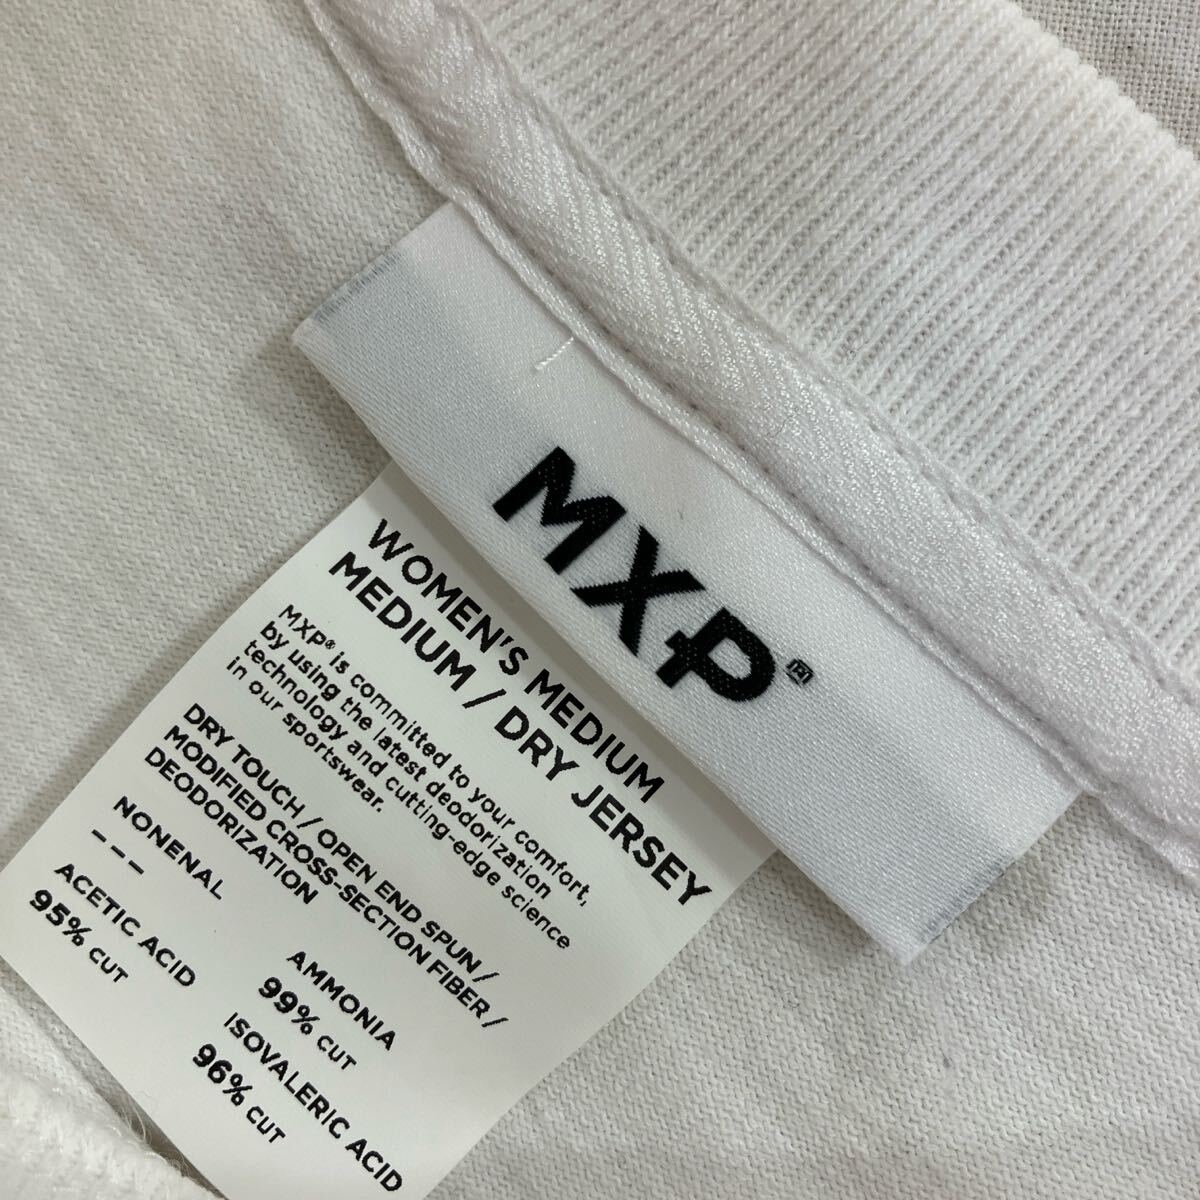 MXP®
WOMEN'S MEDIUM
MEDIUM / DRY JERSEY
MXP® is committed to your comfort,
by using the latest deodorization
technology and cutting-edge science
in our sportswear.
DRY TOUCH / OPEN END SPUN /
MODIFIED CROSS-SECTION FIBER /
DEODORIZATION
NONENAL
---
AMMONIA
99% CUT
ACETIC ACID
95% CUT
ISOVALERIC ACID
96% CUT